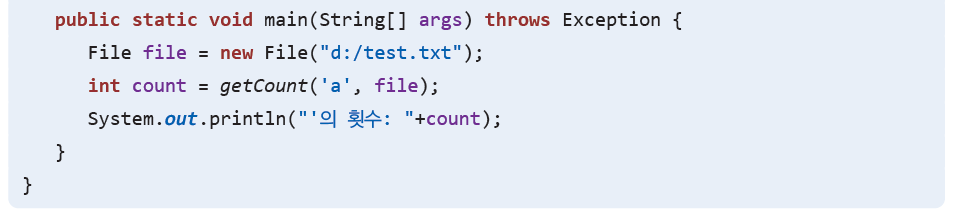 public static void main(String[] args) throws Exception {
File file = new File("d:/test.txt");
int count = getCount('a', file);
System.out.println("'의 횟수: "+count);
}
}